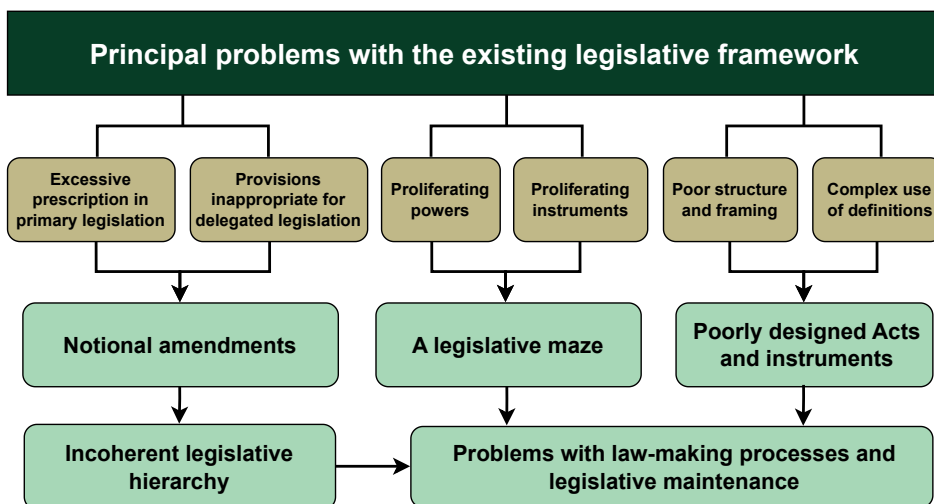 Principal problems with the existing legislative framework
Excessive
prescription in
primary legislation
Provisions
inappropriate for
delegated legislation
Proliferating
powers
Proliferating
instruments
Poor structure
and framing
Complex use
of definitions
Notional amendments
A legislative maze
Poorly designed Acts
and instruments
Incoherent legislative
hierarchy
Problems with law-making processes and
legislative maintenance